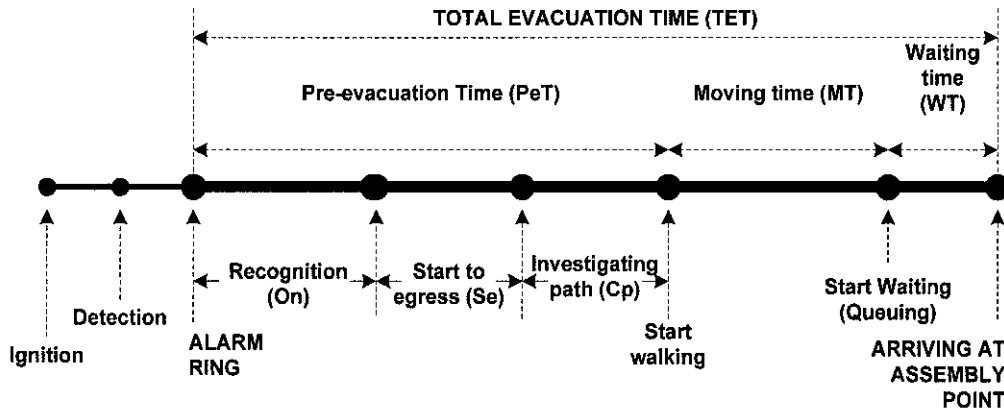 TOTAL EVACUATION TIME (TET)
Waiting
time
(WT)
Pre-evacuation Time (PeT)
Moving time (MT)
Recognition
(On)
Start to
egress (Se)
Investigating
path (Cp)
Start Waiting
(Queuing)
Detection
Ignition
ALARM
RING
Start
walking
ARRIVING AT
ASSEMBLY
POINT